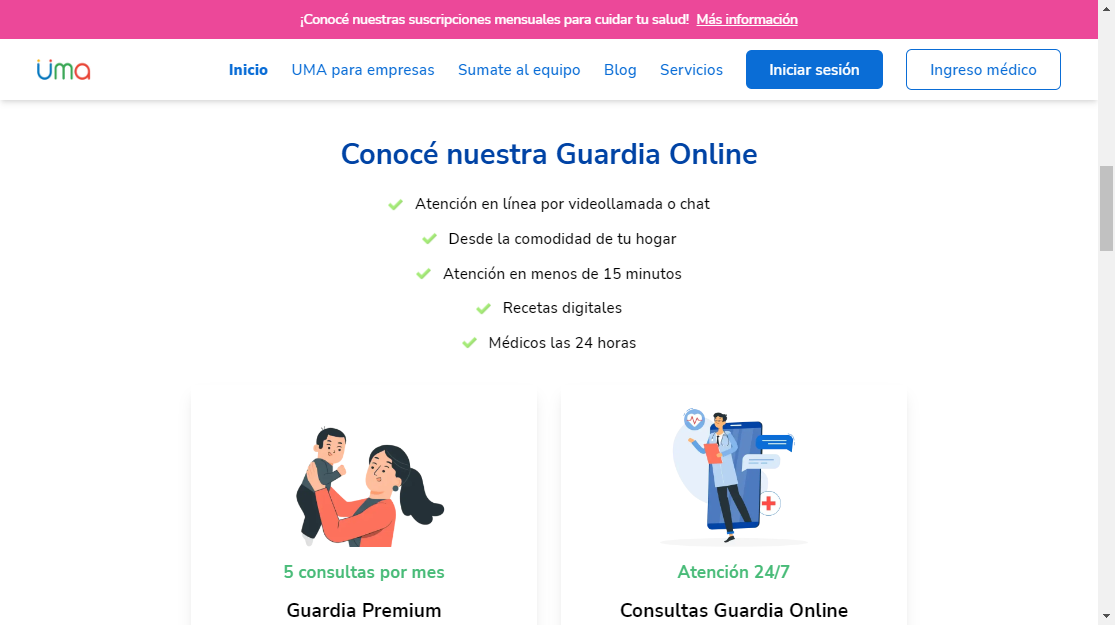 ¡Conocé nuestras suscripciones mensuales para cuidar tu salud! Más información
UMA Inicio UMA para empresas Sumate al equipo Blog Servicios Iniciar sesión Ingreso médico
Conocé nuestra Guardia Online
Atención en línea por videollamada o chat
Desde la comodidad de tu hogar
Atención en menos de 15 minutos
Recetas digitales
Médicos las 24 horas
5 consultas por mes
Guardia Premium
Atención 24/7
Consultas Guardia Online